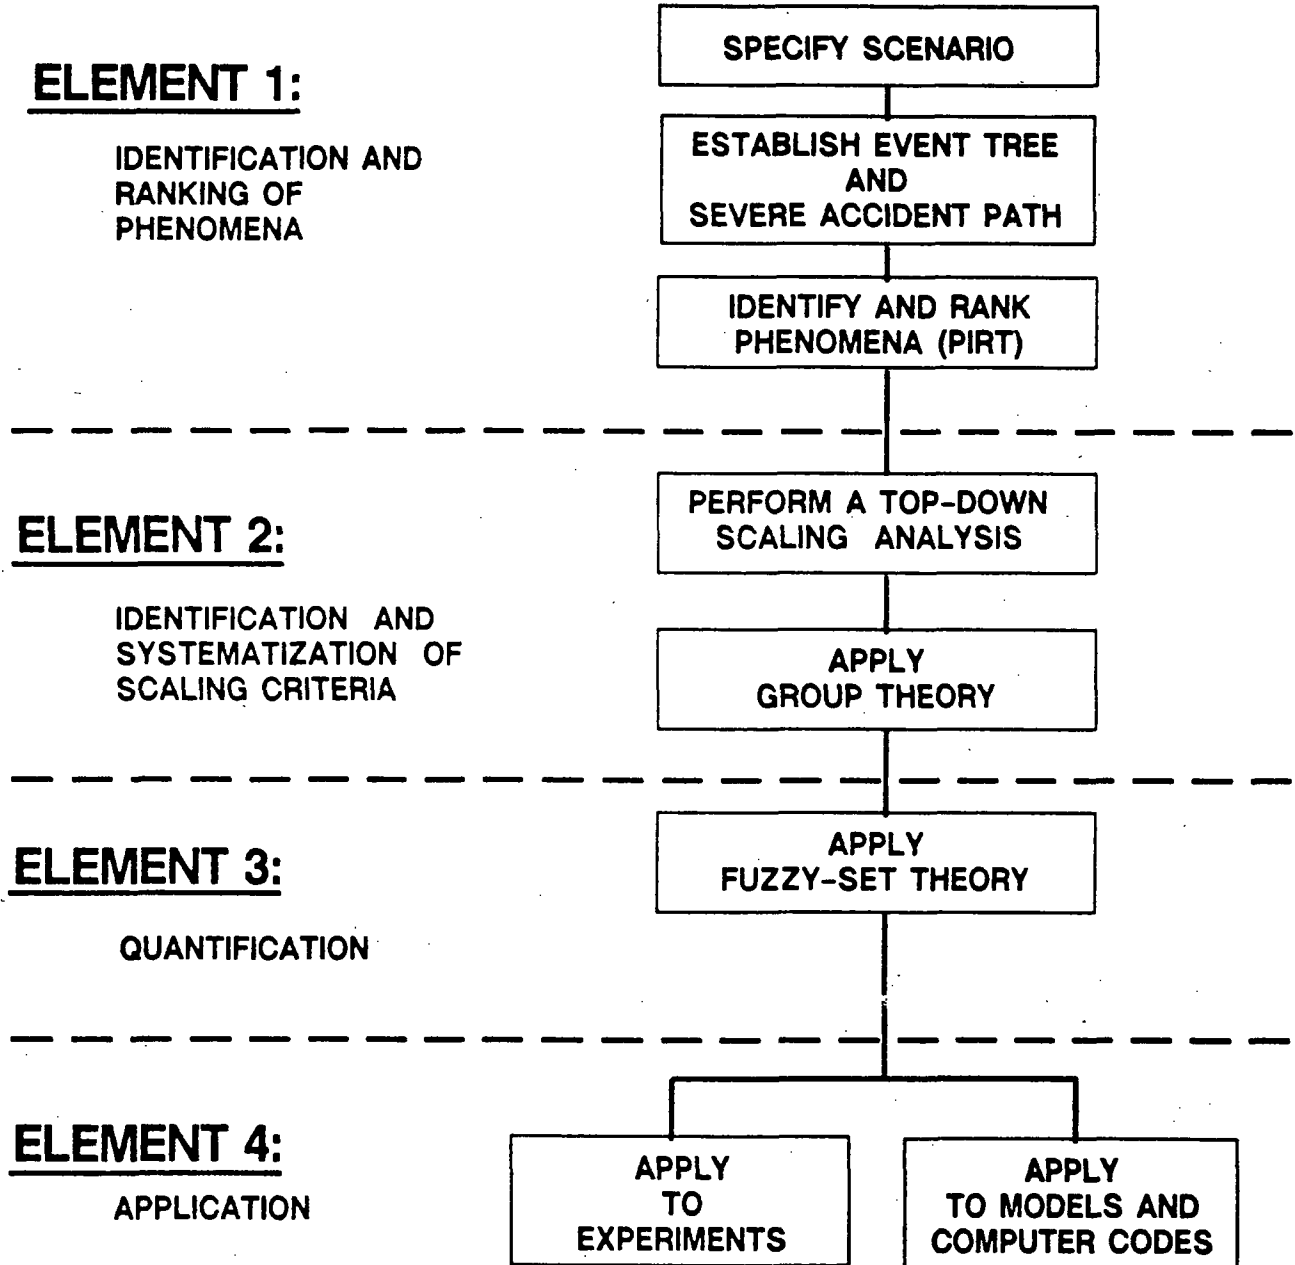 SPECIFY SCENARIO
ELEMENT 1:
IDENTIFICATION AND
RANKING OF
PHENOMENA
ESTABLISH EVENT TREE
AND
SEVERE ACCIDENT PATH
IDENTIFY AND RANK
PHENOMENA (PIRT)
ELEMENT 2:
IDENTIFICATION AND
SYSTEMATIZATION OF
SCALING CRITERIA
PERFORM A TOP-DOWN
SCALING ANALYSIS
APPLY
GROUP THEORY
ELEMENT 3:
QUANTIFICATION
APPLY
FUZZY-SET THEORY
ELEMENT 4:
APPLICATION
APPLY
TO
EXPERIMENTS
APPLY
TO MODELS AND
COMPUTER CODES